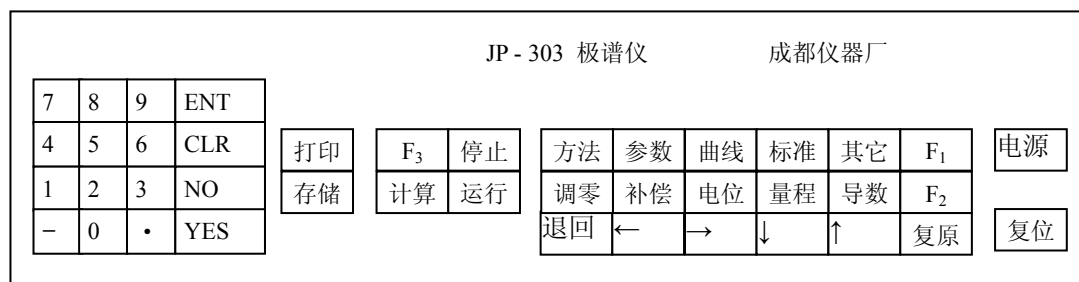 JP - 303 极谱仪 成都仪器厂
7 8 9 ENT
4 5 6 CLR 打印 F₃ 停止 方法 参数 曲线 标准 其它 F₁ 电源
1 2 3 NO 存储 计算 运行 调零 补偿 电位 量程 导数 F₂
− 0 • YES 退回 ← → ↓ ↑ 复原 复位